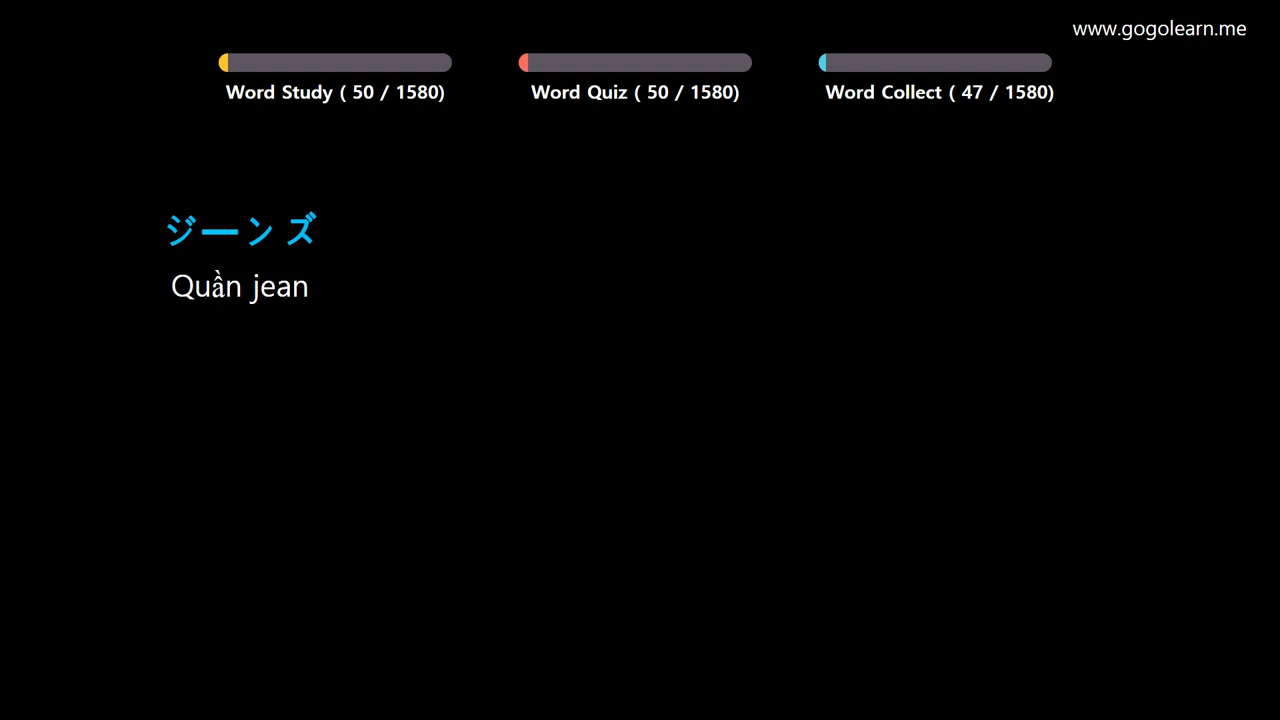 www.gogolearn.me
Word Study ( 50 / 1580)
Word Quiz ( 50 / 1580)
Word Collect ( 47 / 1580)
ジーンズ
Quần jean